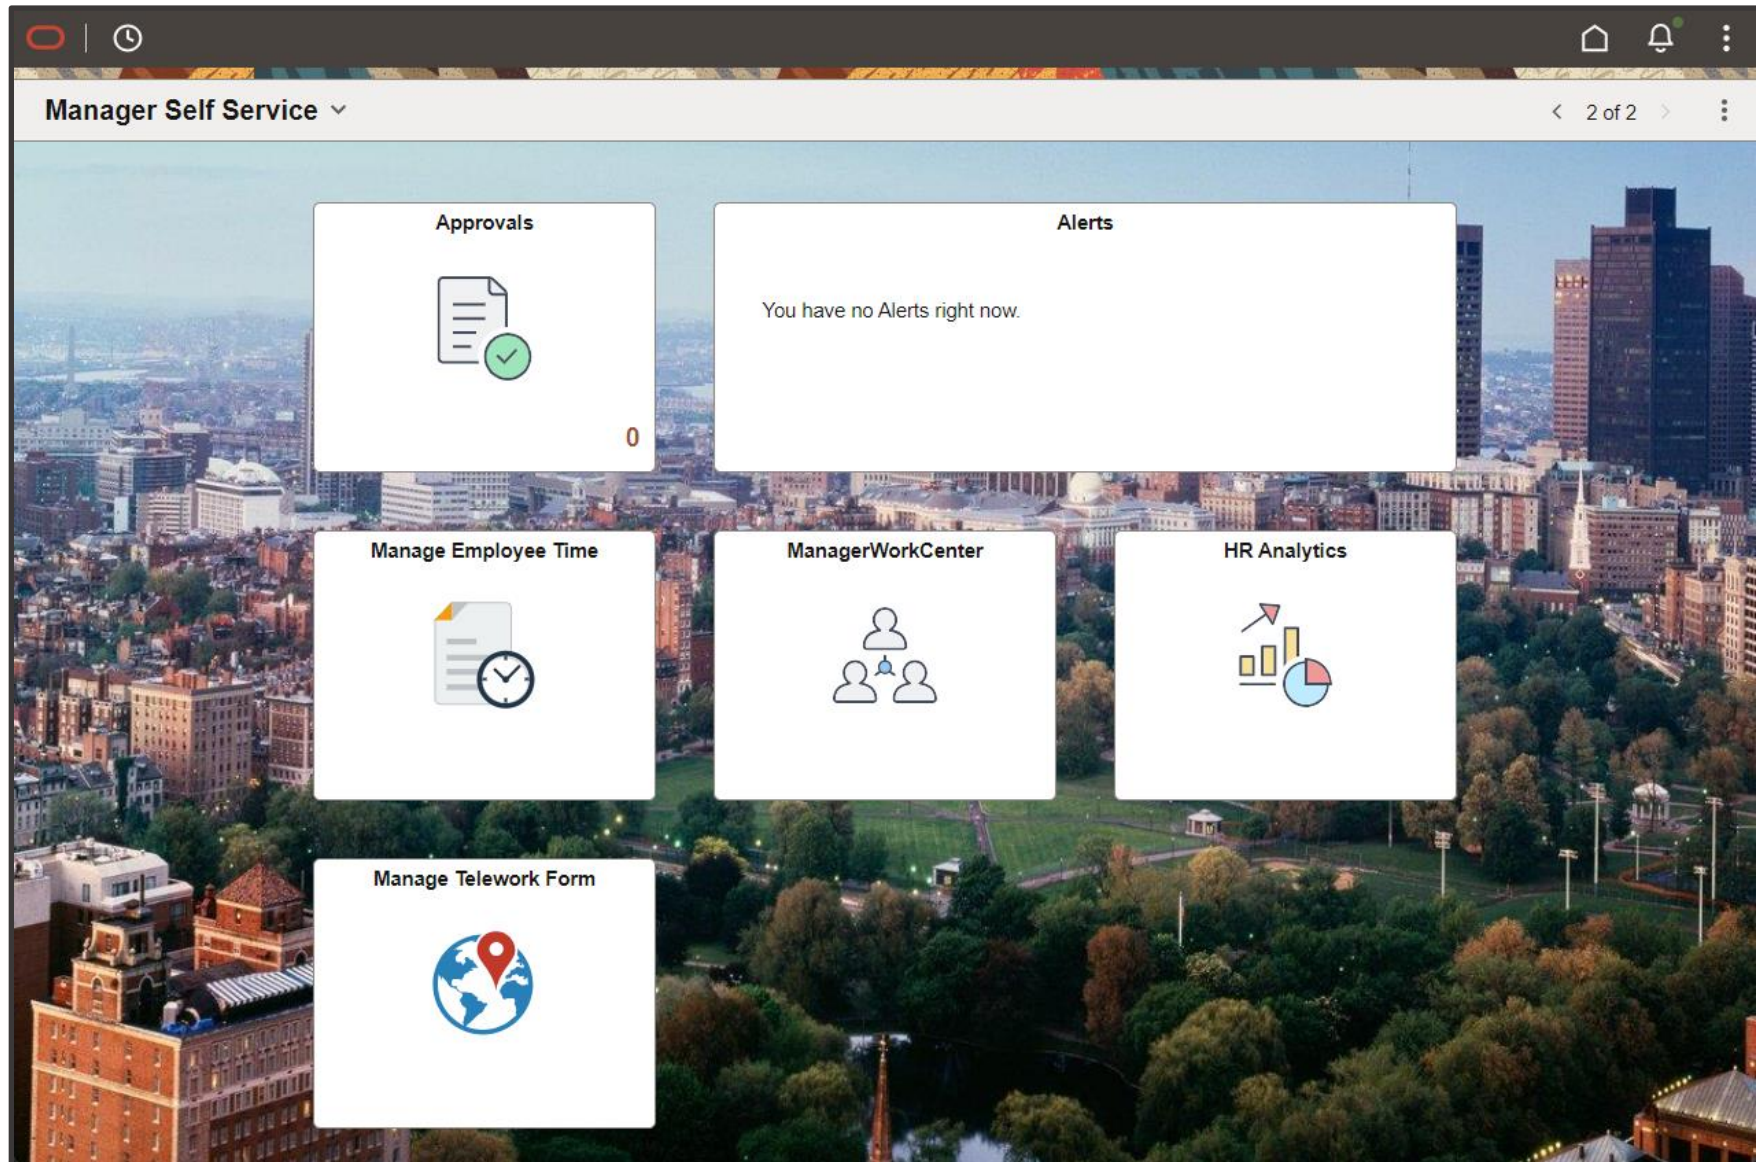 Manager Self Service
2 of 2
Approvals
0
Alerts
You have no Alerts right now.
Manage Employee Time
ManagerWorkCenter
HR Analytics
Manage Telework Form